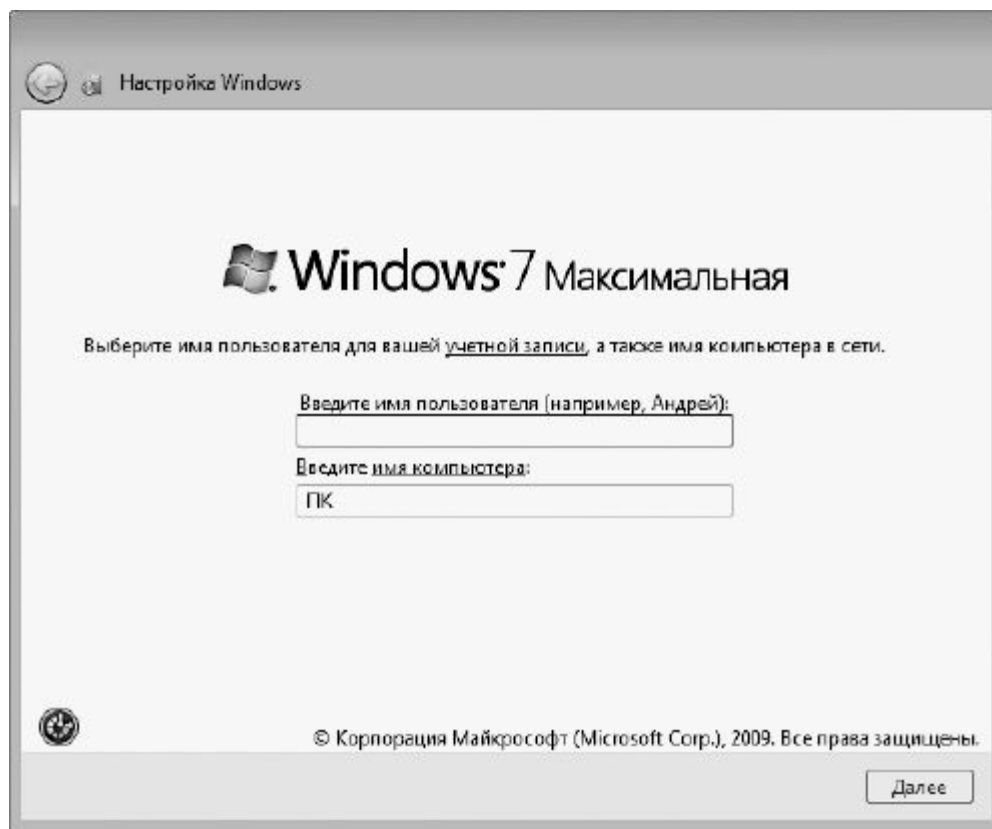 Настройка Windows
Windows 7 Максимальная
Выберите имя пользователя для вашей учетной записи, а также имя компьютера в сети.
Введите имя пользователя (например, Андрей):
Введите имя компьютера:
ПК
© Корпорация Майкрософт (Microsoft Corp.), 2009. Все права защищены.
Далее